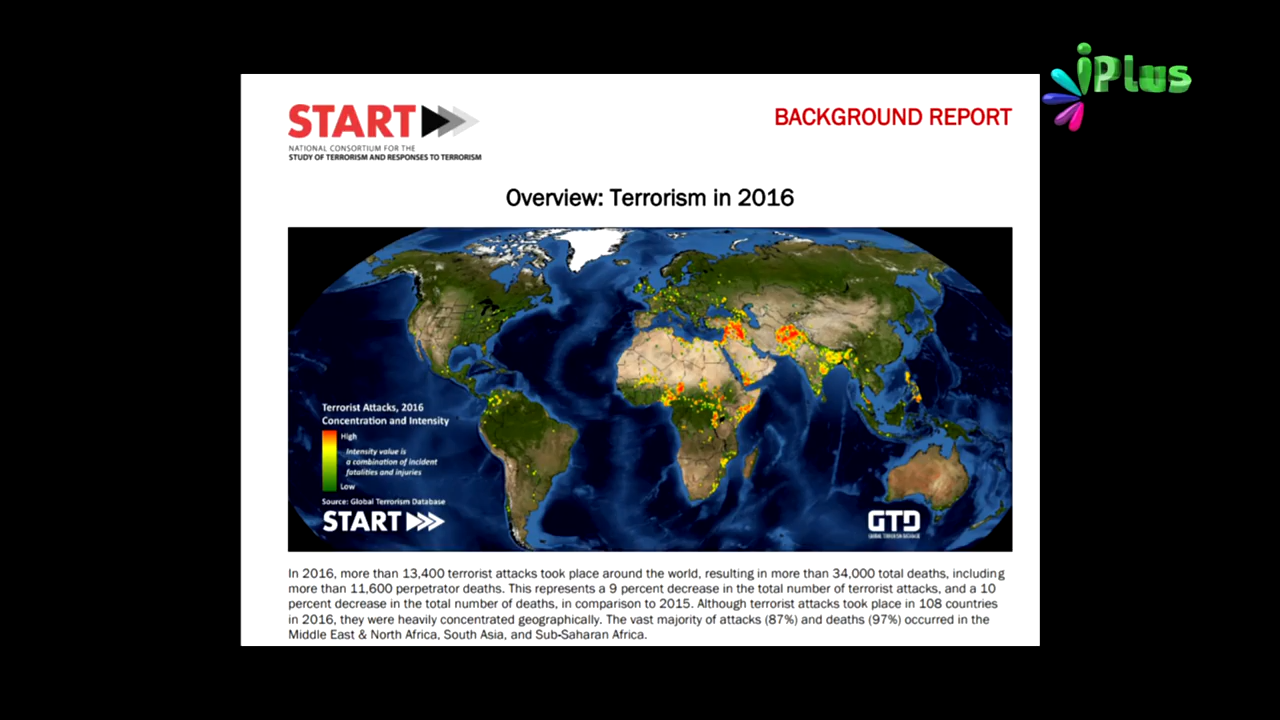 iPlus
START
BACKGROUND REPORT
NATIONAL CONSORTIUM FOR THE
STUDY OF TERRORISM AND RESPONSES TO TERRORISM
Overview: Terrorism in 2016
Terrorist Attacks, 2016
Concentration and Intensity
High
Intensity value is
a combination of incident
fatalities and injuries
Low
Source: Global Terrorism Database
START
GTD
GLOBAL TERRORISM DATABASE
In 2016, more than 13,400 terrorist attacks took place around the world, resulting in more than 34,000 total deaths, including
more than 11,600 perpetrator deaths. This represents a 9 percent decrease in the total number of terrorist attacks, and a 10
percent decrease in the total number of deaths, in comparison to 2015. Although terrorist attacks took place in 108 countries
in 2016, they were heavily concentrated geographically. The vast majority of attacks (87%) and deaths (97%) occurred in the
Middle East & North Africa, South Asia, and Sub-Saharan Africa.